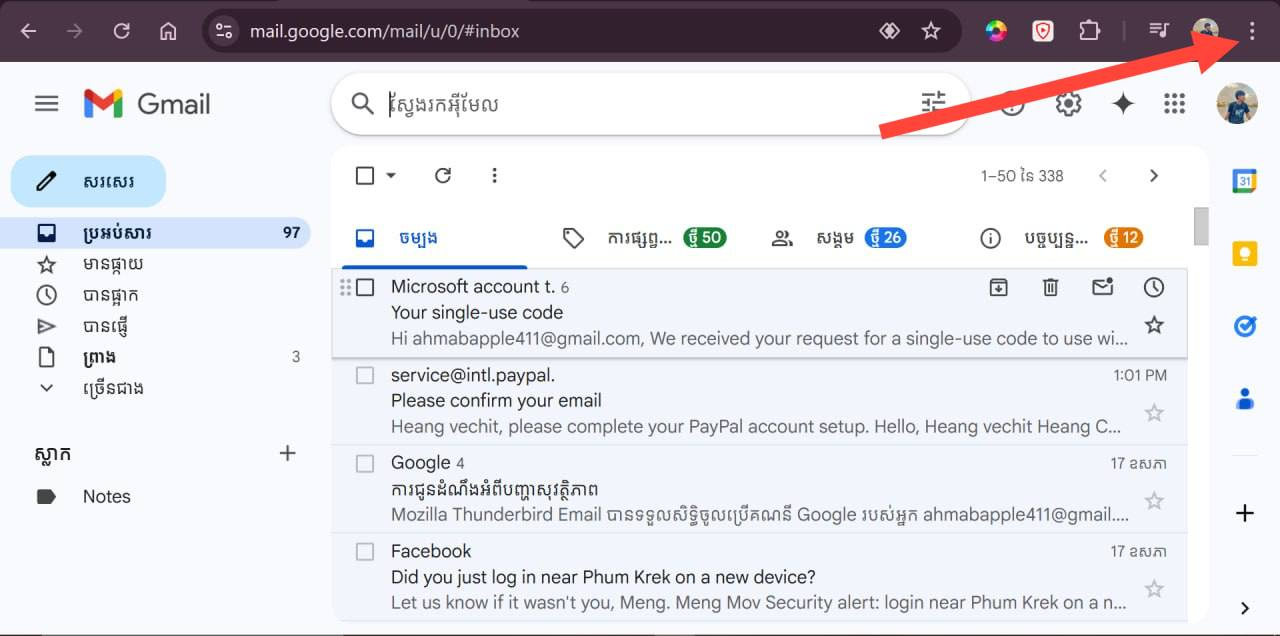 mail.google.com/mail/u/0/#inbox
Gmail
ស្វែងរកអ៊ីមែល
សរសេរ
1–50 នៃ 338
ប្រអប់សារ 97
ចម្បង ការផ្សព្វ... ថ្មី 50 សង្គម ថ្មី 26 បច្ចុប្បន្ន... ថ្មី 12
មានផ្កាយ
បានផ្អាក
បានផ្ញើ
ព្រាង 3
ច្រើនជាង
ស្លាក
Notes
Microsoft account t. 6
Your single-use code
Hi ahmabapple411@gmail.com, We received your request for a single-use code to use wi...
service@intl.paypal. 1:01 PM
Please confirm your email
Heang vechit, please complete your PayPal account setup. Hello, Heang vechit Heang C...
Google 4 17 ឧសភា
ការជូនដំណឹងអំពីបញ្ហាសុវត្ថិភាព
Mozilla Thunderbird Email បានទទួលសិទ្ធិចូលប្រើគណនី Google របស់អ្នក ahmabapple411@gmail....
Facebook 17 ឧសភា
Did you just log in near Phum Krek on a new device?
Let us know if it wasn't you, Meng. Meng Mov Security alert: login near Phum Krek on a n...
31